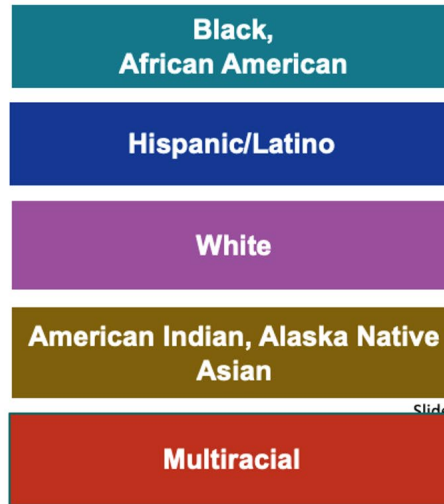 Black,
African American
Hispanic/Latino
White
American Indian, Alaska Native
Asian
Multiracial